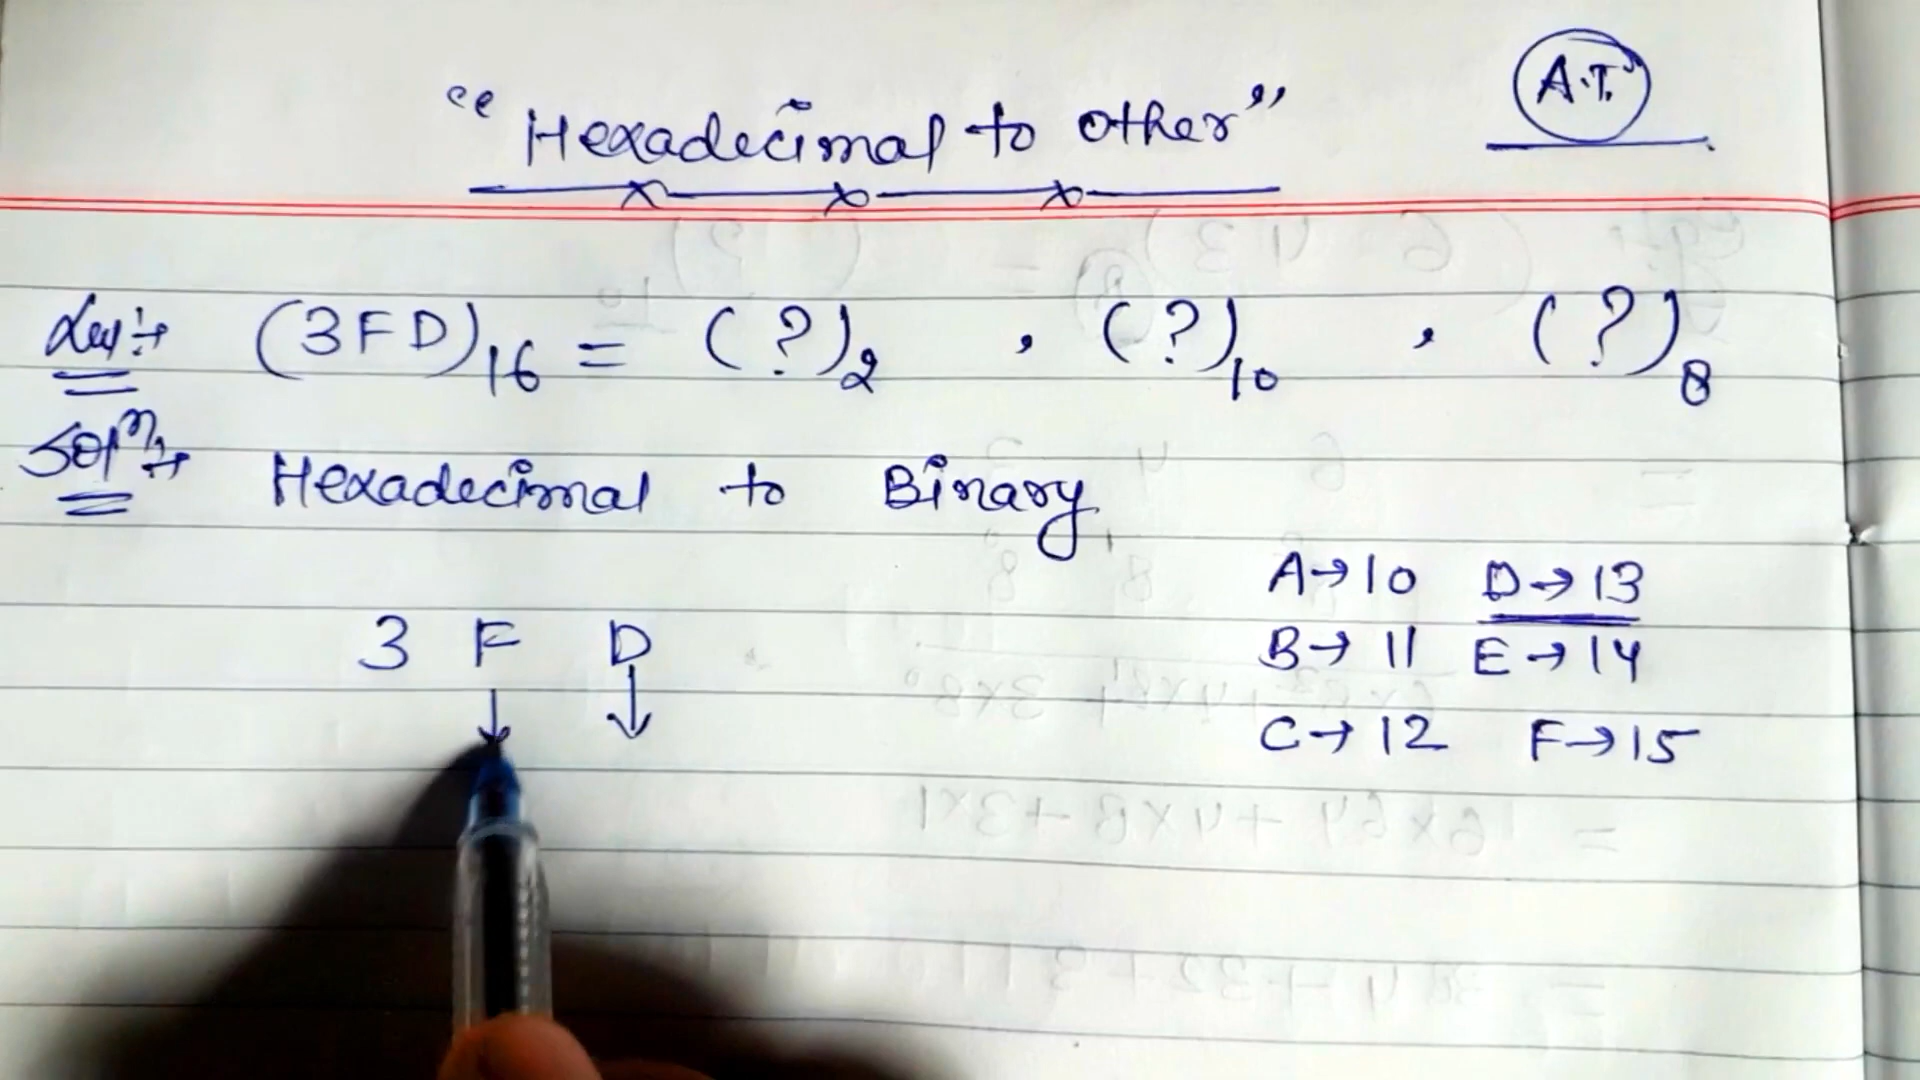 "Hexadecimal to other"
A.T.
(3FD)16 = (?)2 , (?)10 , (?)8
Solⁿ:→ Hexadecimal to Binary
A→10 D→13
3 F D
B→11 E→14
C→12 F→15